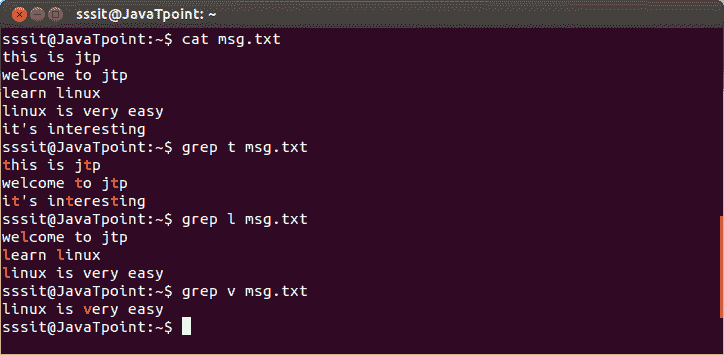 sssit@JavaTpoint: ~
sssit@JavaTpoint:~$ cat msg.txt
this is jtp
welcome to jtp
learn linux
linux is very easy
it's interesting
sssit@JavaTpoint:~$ grep t msg.txt
this is jtp
welcome to jtp
it's interesting
sssit@JavaTpoint:~$ grep l msg.txt
welcome to jtp
learn linux
linux is very easy
sssit@JavaTpoint:~$ grep v msg.txt
linux is very easy
sssit@JavaTpoint:~$